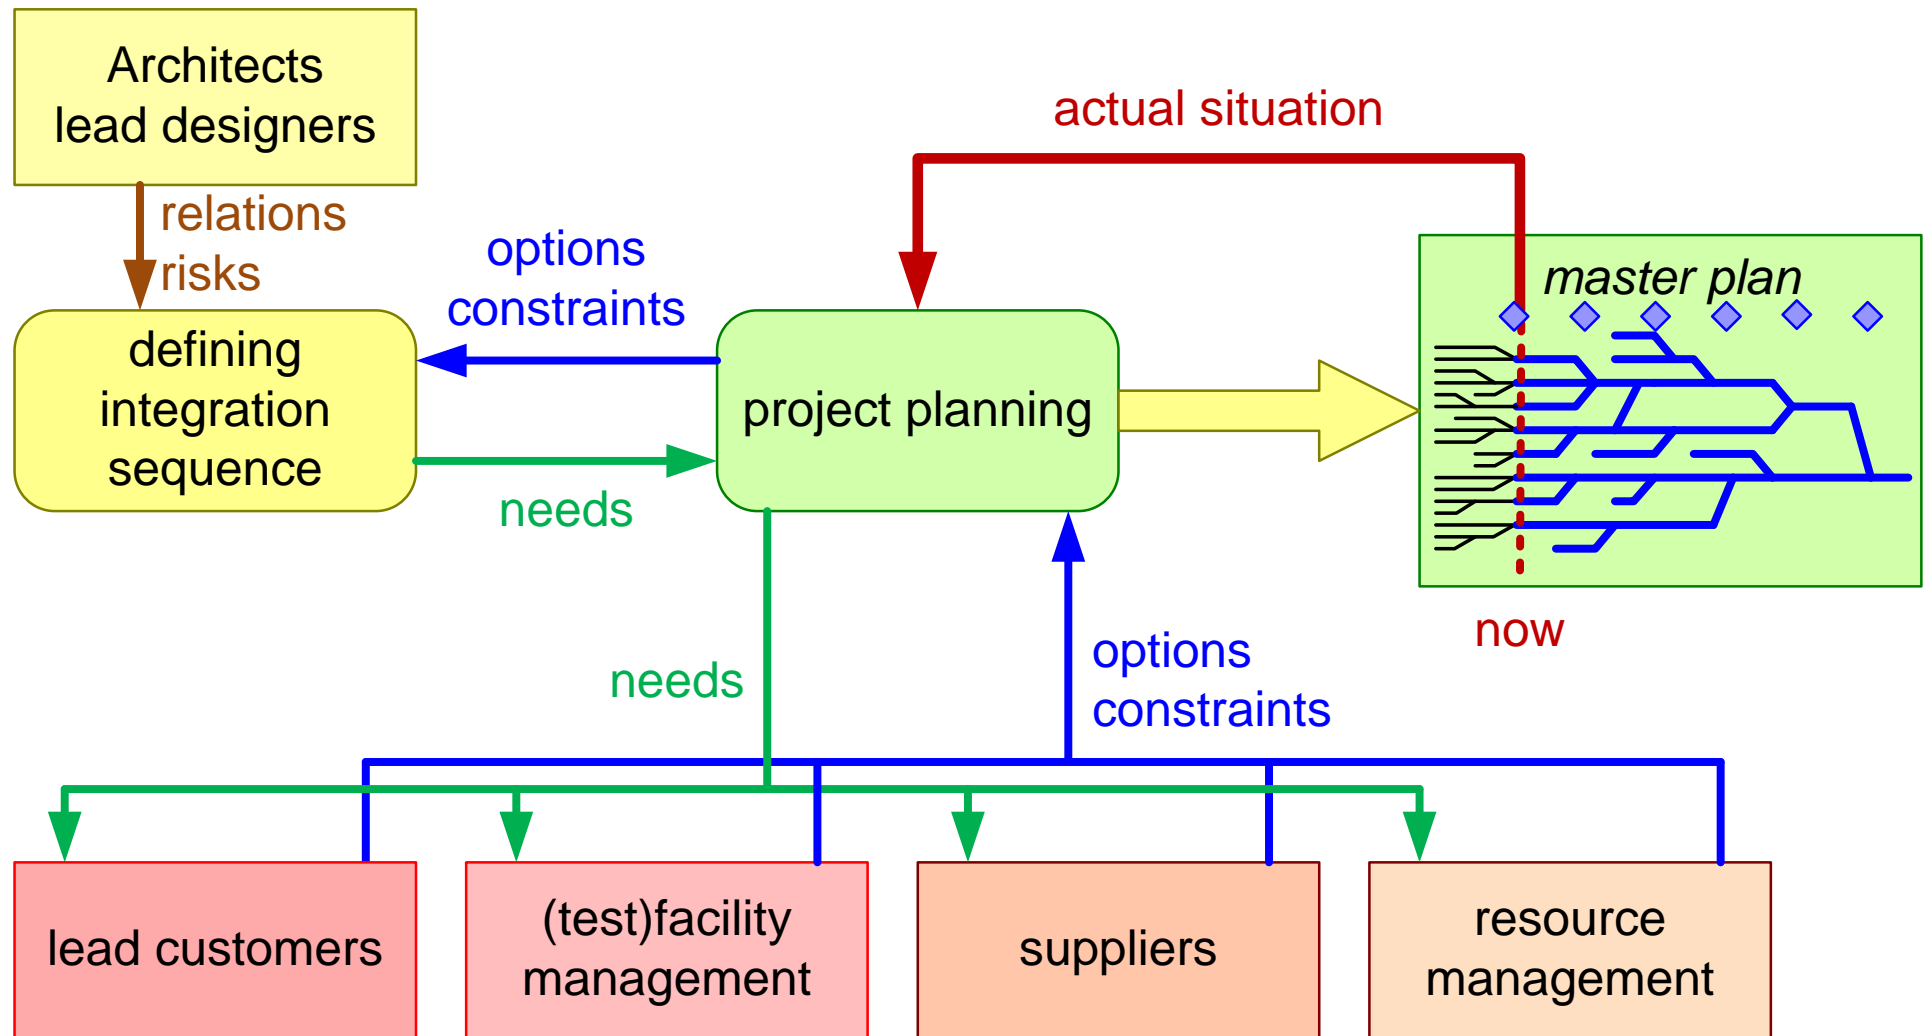 Architects
lead designers
actual situation
relations
risks
options
constraints
master plan
defining
integration
sequence
project planning
needs
now
needs
options
constraints
lead customers
(test)facility
management
suppliers
resource
management